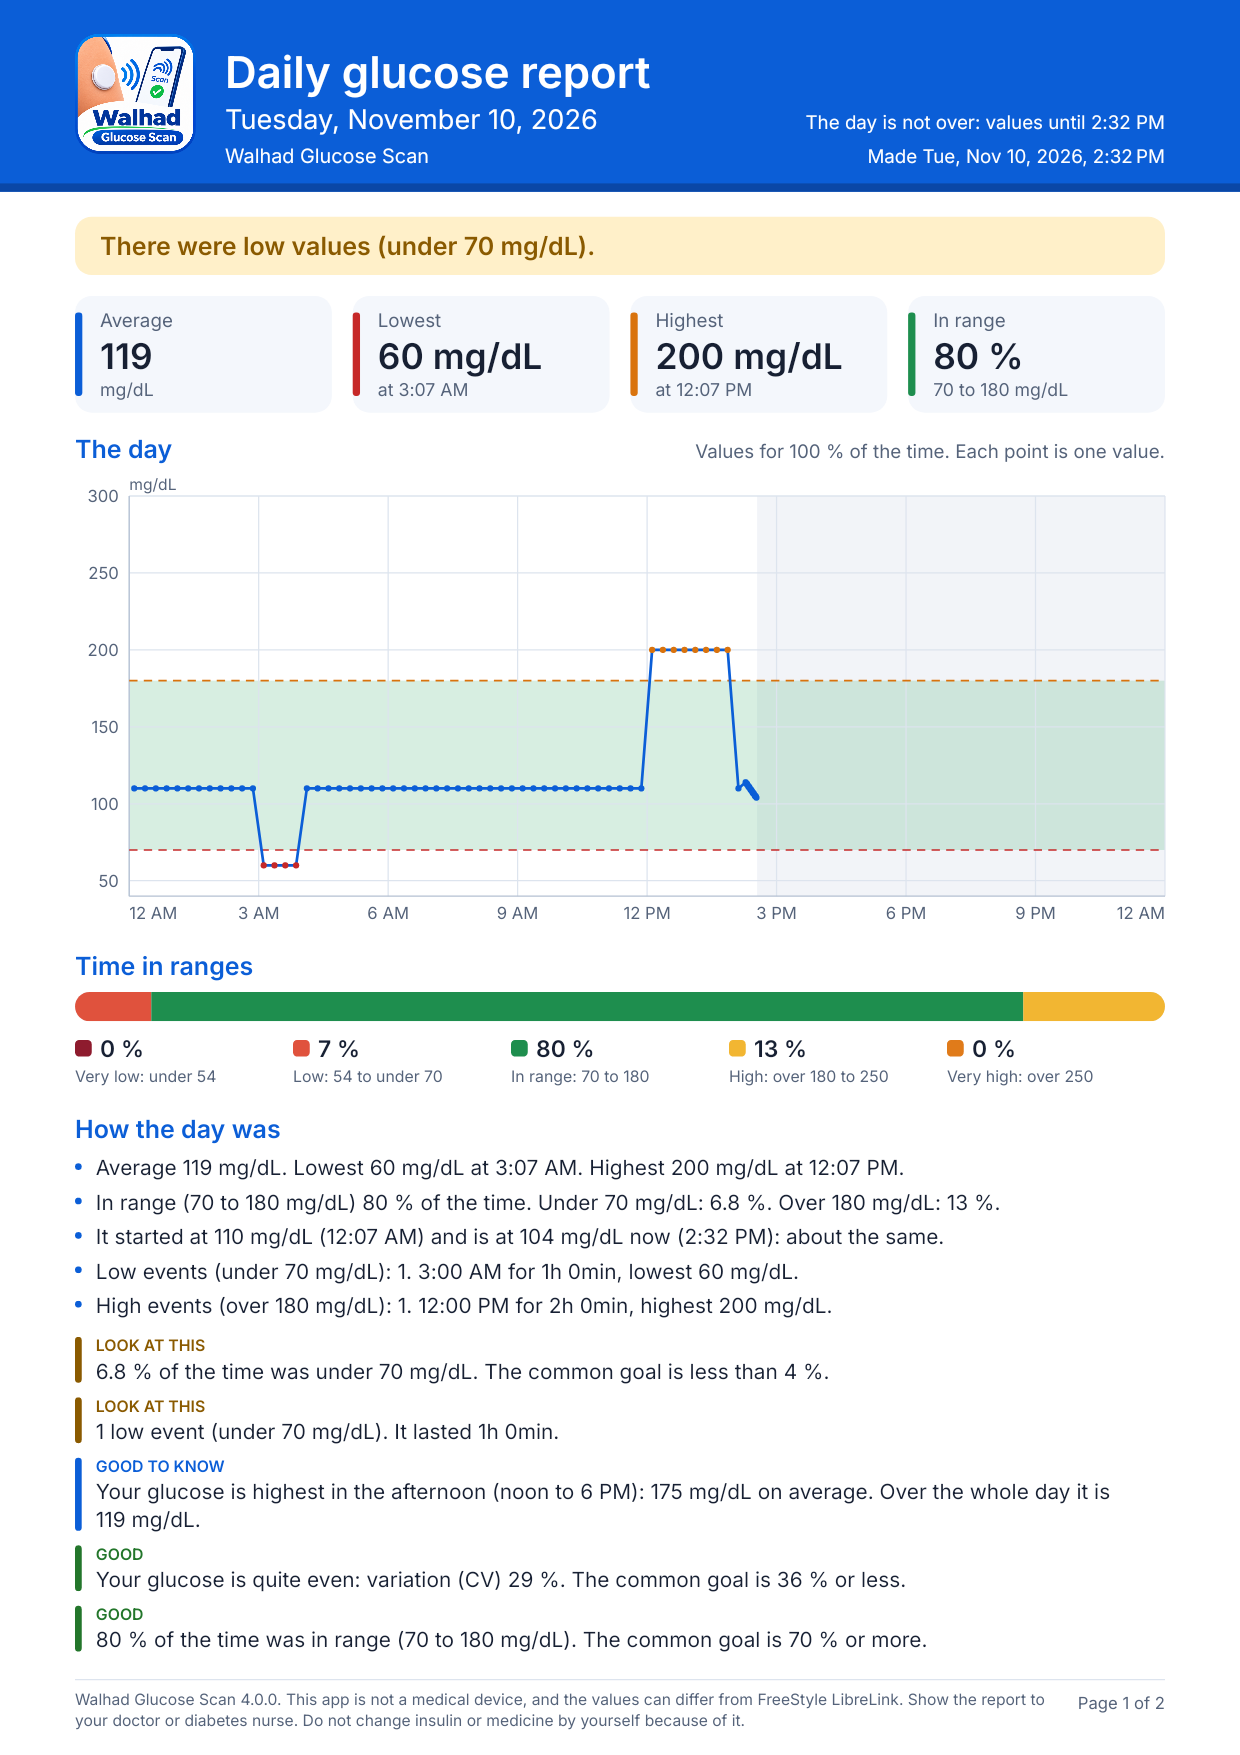 Scan
Walhad
Glucose Scan
Daily glucose report
Tuesday, November 10, 2026
Walhad Glucose Scan
The day is not over: values until 2:32 PM
Made Tue, Nov 10, 2026, 2:32 PM
There were low values (under 70 mg/dL).
Average
119
mg/dL
Lowest
60 mg/dL
at 3:07 AM
Highest
200 mg/dL
at 12:07 PM
In range
80 %
70 to 180 mg/dL
The day
Values for 100 % of the time. Each point is one value.
mg/dL
300
250
200
150
100
50
12 AM 3 AM 6 AM 9 AM 12 PM 3 PM 6 PM 9 PM 12 AM
Time in ranges
0 % 7 % 80 % 13 % 0 %
Very low: under 54 Low: 54 to under 70 In range: 70 to 180 High: over 180 to 250 Very high: over 250
How the day was
• Average 119 mg/dL. Lowest 60 mg/dL at 3:07 AM. Highest 200 mg/dL at 12:07 PM.
• In range (70 to 180 mg/dL) 80 % of the time. Under 70 mg/dL: 6.8 %. Over 180 mg/dL: 13 %.
• It started at 110 mg/dL (12:07 AM) and is at 104 mg/dL now (2:32 PM): about the same.
• Low events (under 70 mg/dL): 1. 3:00 AM for 1h 0min, lowest 60 mg/dL.
• High events (over 180 mg/dL): 1. 12:00 PM for 2h 0min, highest 200 mg/dL.
LOOK AT THIS
6.8 % of the time was under 70 mg/dL. The common goal is less than 4 %.
LOOK AT THIS
1 low event (under 70 mg/dL). It lasted 1h 0min.
GOOD TO KNOW
Your glucose is highest in the afternoon (noon to 6 PM): 175 mg/dL on average. Over the whole day it is
119 mg/dL.
GOOD
Your glucose is quite even: variation (CV) 29 %. The common goal is 36 % or less.
GOOD
80 % of the time was in range (70 to 180 mg/dL). The common goal is 70 % or more.
Walhad Glucose Scan 4.0.0. This app is not a medical device, and the values can differ from FreeStyle LibreLink. Show the report to
your doctor or diabetes nurse. Do not change insulin or medicine by yourself because of it.
Page 1 of 2